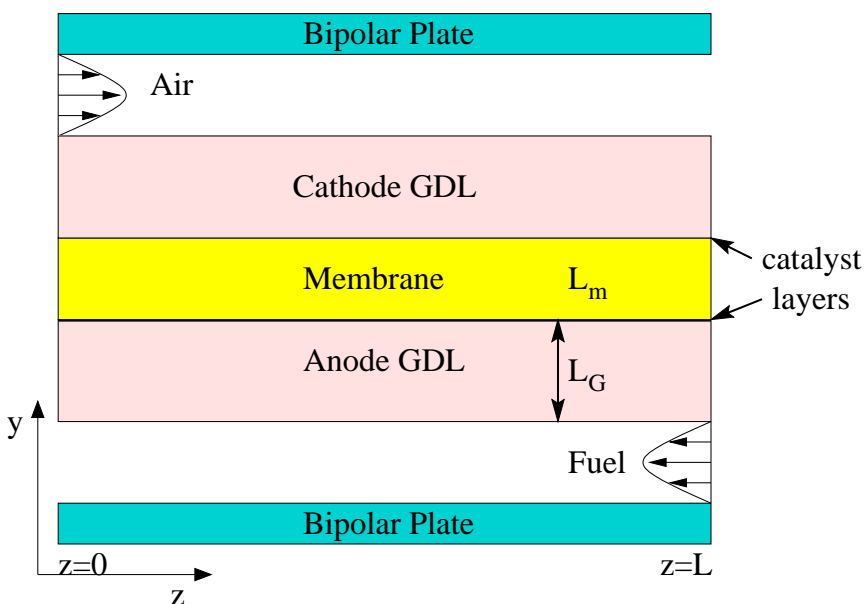 Bipolar Plate
Air
Cathode GDL
catalyst
layers
Membrane
L_m
Anode GDL
L_G
y
Fuel
Bipolar Plate
z=0
z=L
z